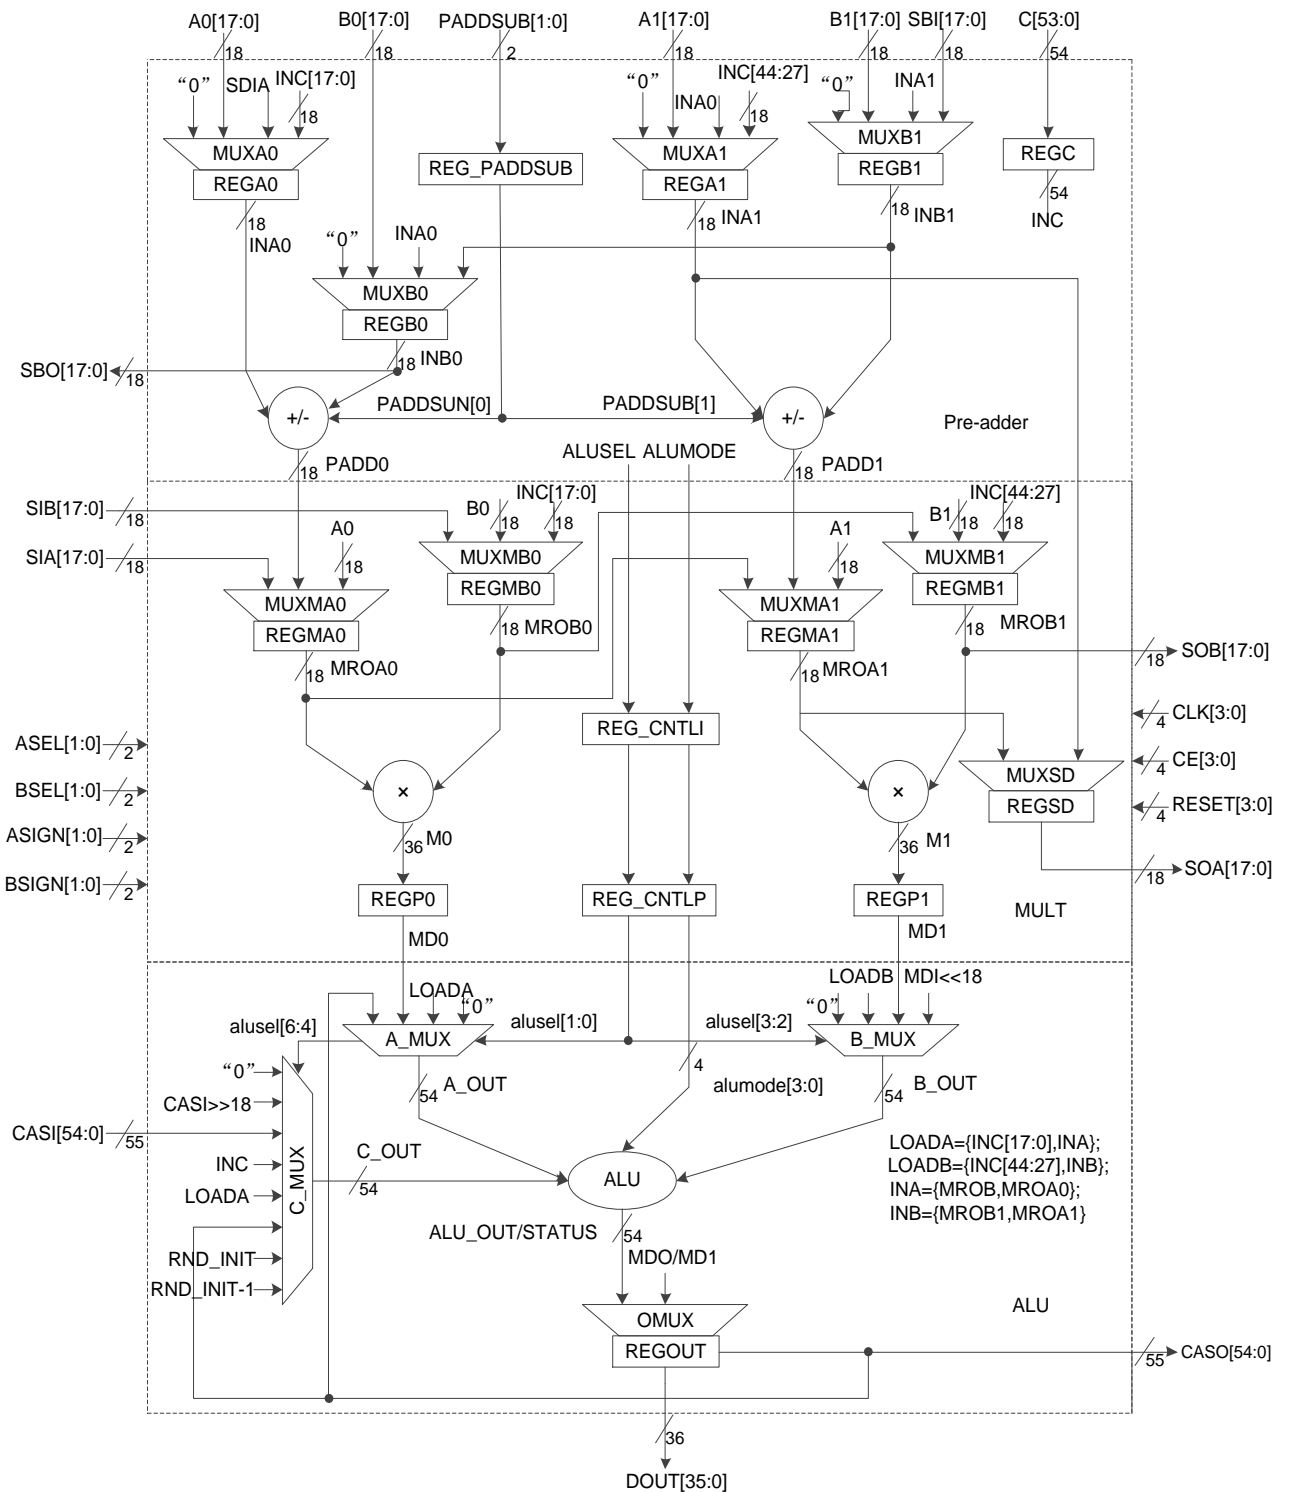 A0[17:0] B0[17:0] PADDSUB[1:0] A1[17:0] B1[17:0] SBI[17:0] C[53:0]
18 18 2 18 18 18 54
“0” SDIA INC[17:0] “0” INA0 INC[44:27] “0” INA1
18 18
MUXA0 MUXA1 MUXB1
REGA0 REG_PADDSUB REGA1 REGB1 REGC
18 18 18 54
INA0 INA1 INB1 INC
“0” INA0
MUXB0
REGB0
18 INB0
SBO[17:0] 18
+/- PADDSUN[0] PADDSUB[1] +/-
Pre-adder
ALUSEL ALUMODE
18 PADD0 18 PADD1
SIB[17:0] 18 B0 18 INC[17:0] 18 B1 18 INC[44:27] 18
SIA[17:0] 18 A0 18 A1 18
MUXMB0 MUXMB1
REGMB0 REGMB1
MUXMA0 MUXMA1
REGMA0 REGMA1
18 MROB0 18 MROB1
18 MROA0 18 MROA1
18 SOB[17:0]
REG_CNTLI
4 CLK[3:0]
ASEL[1:0] 2
4 CE[3:0]
MUXSD
REGSD
BSEL[1:0] 2 × ×
4 RESET[3:0]
ASIGN[1:0] 2
36 M0 36 M1
18 SOA[17:0]
BSIGN[1:0] 2
REGP0 REG_CNTLP REGP1
MULT
MD0 MD1
LOADA “0” “0” LOADB MDI<<18
alusel[6:4] A_MUX alusel[1:0] alusel[3:2] B_MUX
“0”
54 A_OUT 4 alumode[3:0] 54 B_OUT
CASI>>18
CASI[54:0] 55
C_MUX
INC
LOADA
C_OUT
54
ALU
LOADA={INC[17:0],INA};
LOADB={INC[44:27],INB};
INA={MROB,MROA0};
INB={MROB1,MROA1}
ALU_OUT/STATUS 54
RND_INIT
RND_INIT-1
MDO/MD1
OMUX
REGOUT
ALU
55 CASO[54:0]
36
DOUT[35:0]